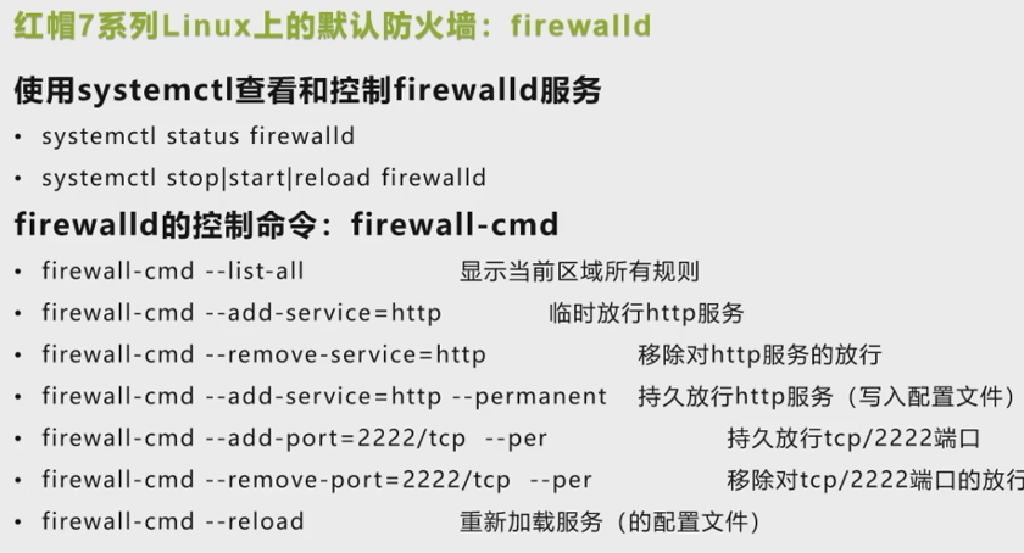 红帽7系列Linux上的默认防火墙：firewalld
使用systemctl查看和控制firewalld服务
• systemctl status firewalld
• systemctl stop|start|reload firewalld
firewalld的控制命令：firewall-cmd
• firewall-cmd --list-all 显示当前区域所有规则
• firewall-cmd --add-service=http 临时放行http服务
• firewall-cmd --remove-service=http 移除对http服务的放行
• firewall-cmd --add-service=http --permanent 持久放行http服务（写入配置文件）
• firewall-cmd --add-port=2222/tcp --per 持久放行tcp/2222端口
• firewall-cmd --remove-port=2222/tcp --per 移除对tcp/2222端口的放行
• firewall-cmd --reload 重新加载服务（的配置文件）